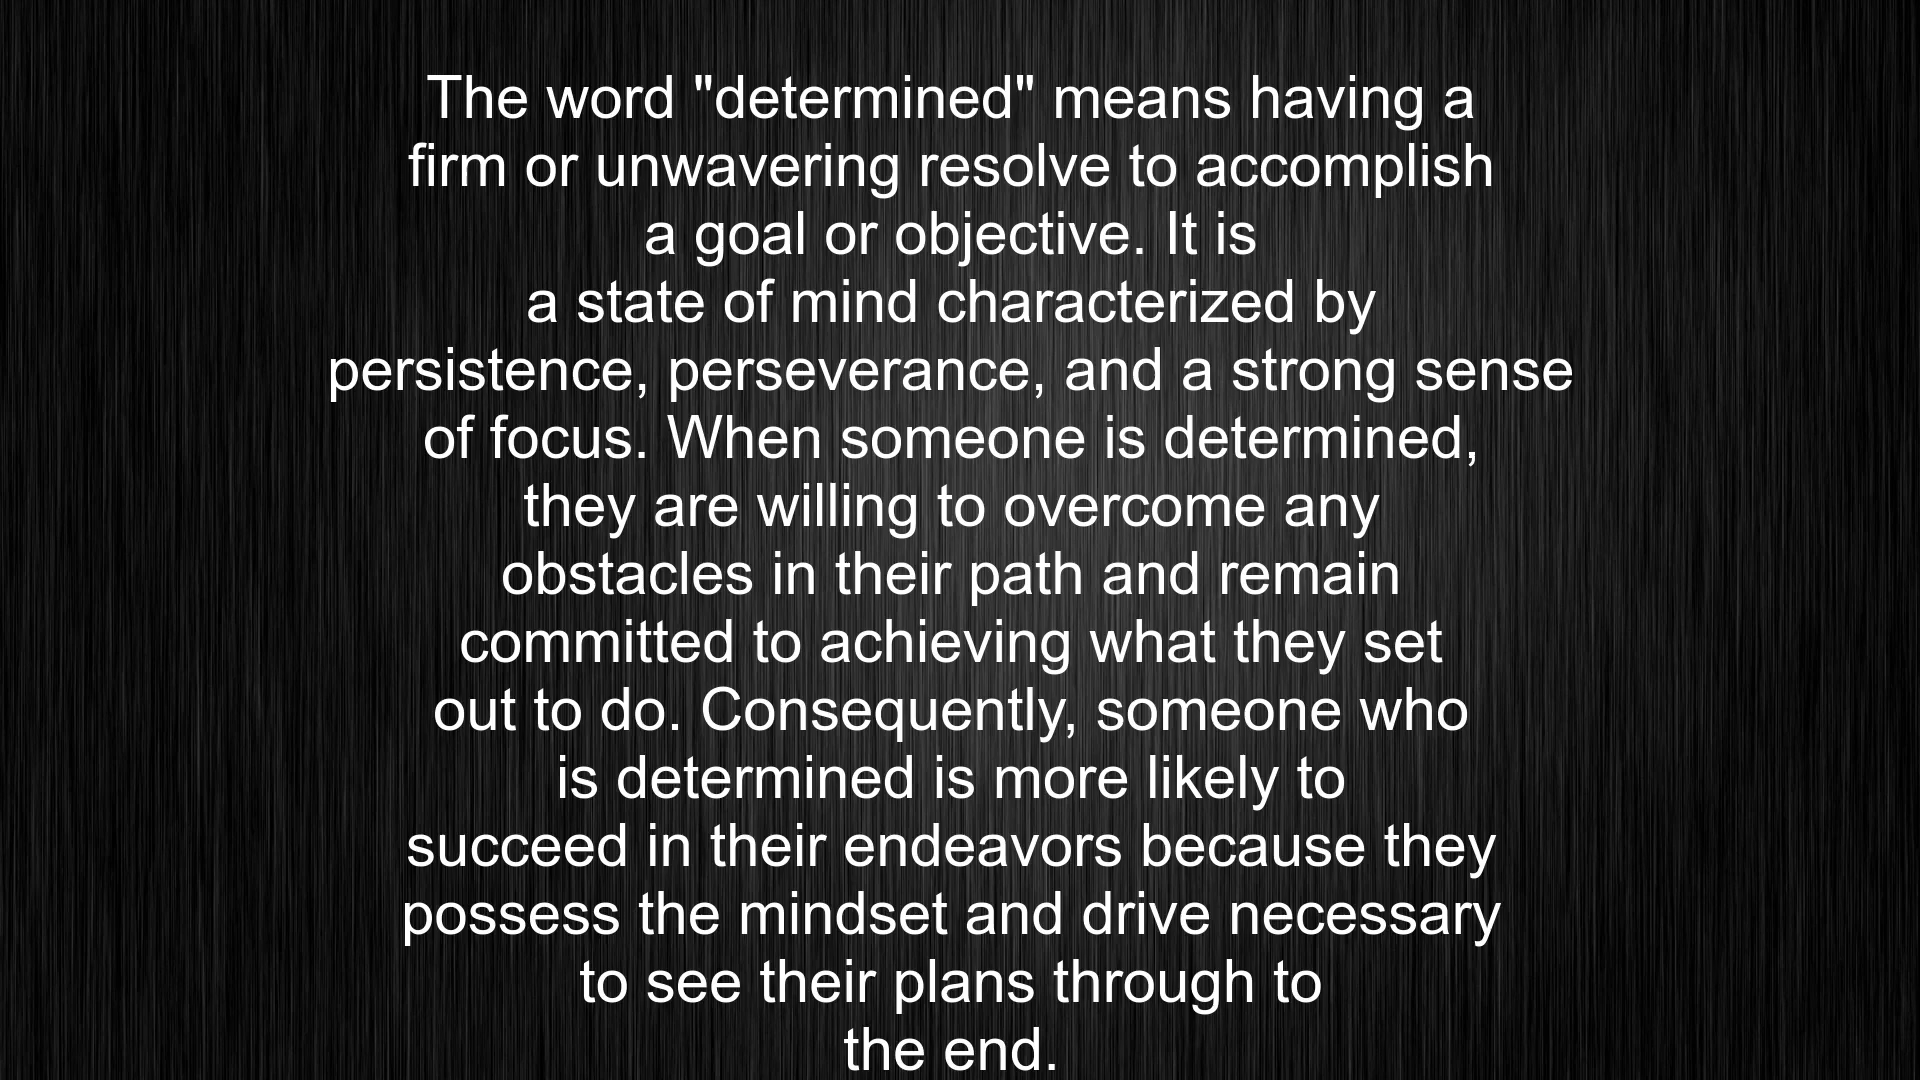 The word "determined" means having a
firm or unwavering resolve to accomplish
a goal or objective. It is
a state of mind characterized by
persistence, perseverance, and a strong sense
of focus. When someone is determined,
they are willing to overcome any
obstacles in their path and remain
committed to achieving what they set
out to do. Consequently, someone who
is determined is more likely to
succeed in their endeavors because they
possess the mindset and drive necessary
to see their plans through to
the end.